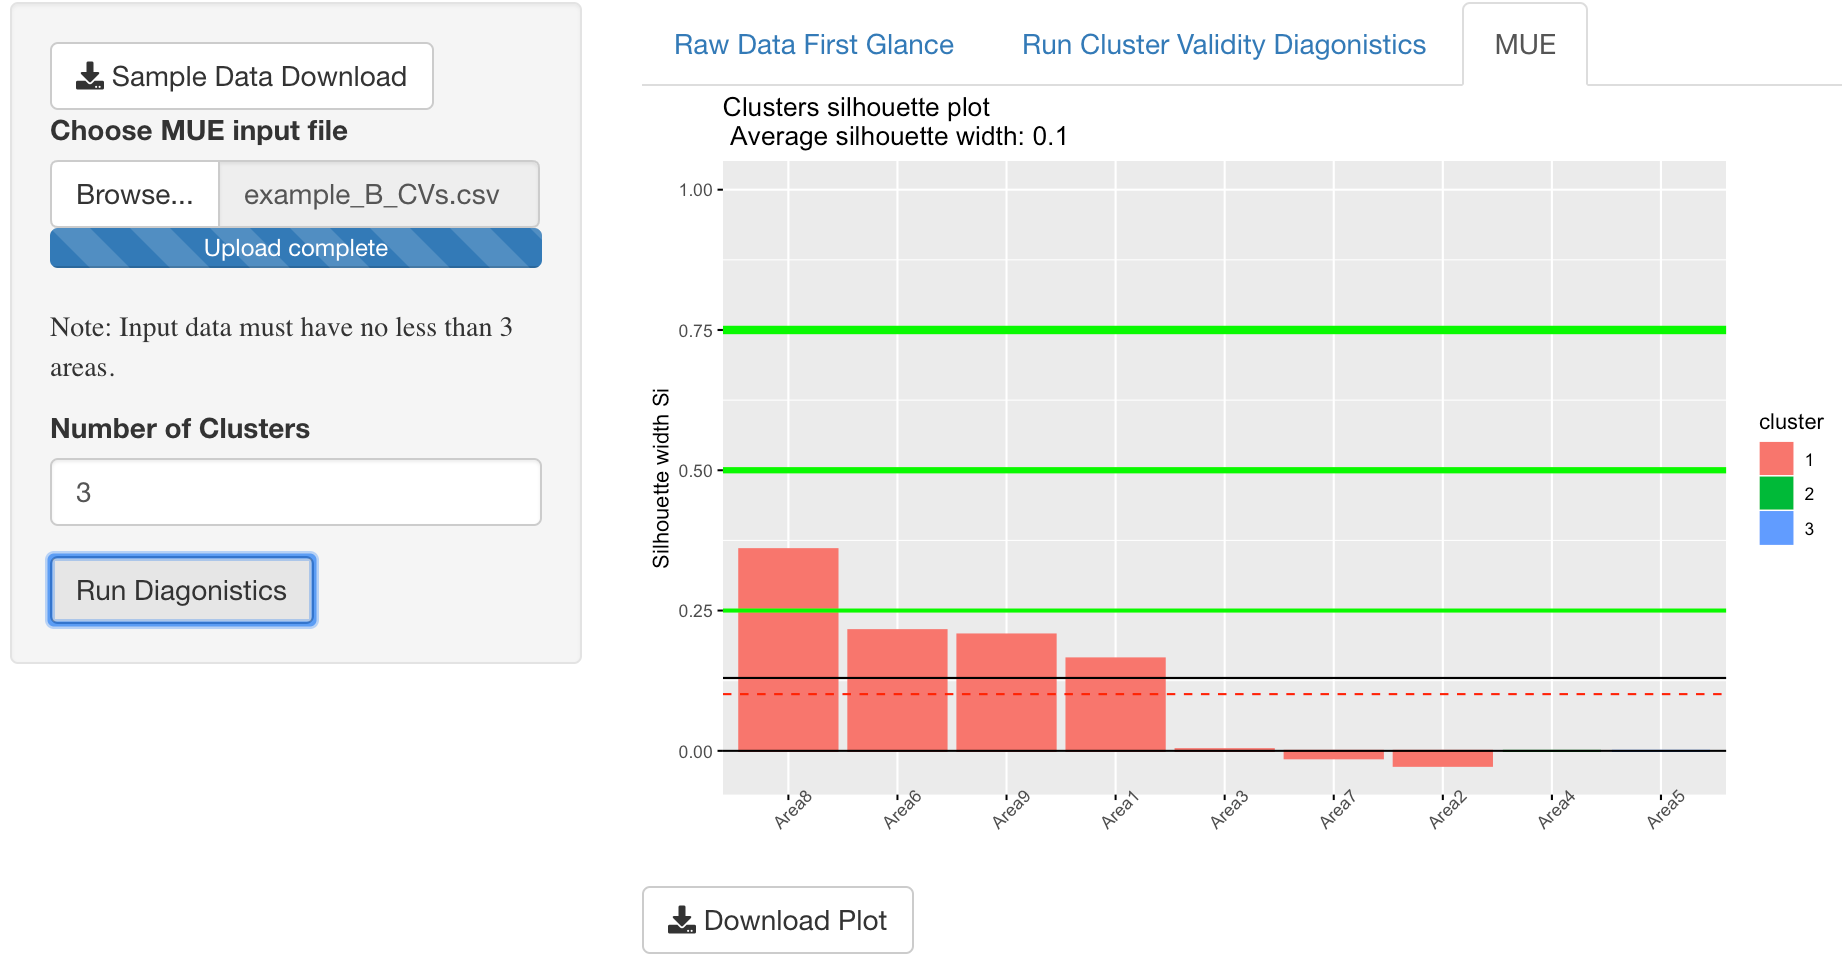 Sample Data Download
Choose MUE input file
Browse...
example_B_CVs.csv
Upload complete
Note: Input data must have no less than 3
areas.
Number of Clusters
3
Run Diagonistics
Raw Data First Glance
Run Cluster Validity Diagonistics
MUE
Clusters silhouette plot
Average silhouette width: 0.1
Silhouette width Si
1.00
0.75
0.50
0.25
0.00
Area8
Area6
Area9
Area1
Area3
Area7
Area2
Area4
Area5
cluster
1
2
3
Download Plot